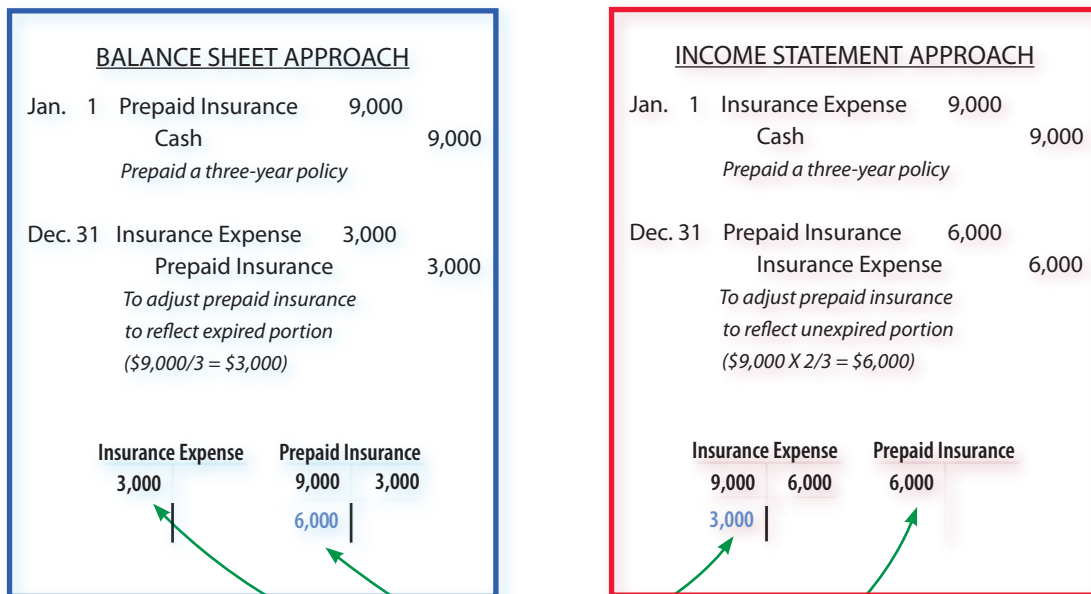 BALANCE SHEET APPROACH
Jan. 1 Prepaid Insurance 9,000
Cash 9,000
Prepaid a three-year policy
Dec. 31 Insurance Expense 3,000
Prepaid Insurance 3,000
To adjust prepaid insurance
to reflect expired portion
($9,000/3 = $3,000)
Insurance Expense Prepaid Insurance
3,000 9,000 3,000
6,000
INCOME STATEMENT APPROACH
Jan. 1 Insurance Expense 9,000
Cash 9,000
Prepaid a three-year policy
Dec. 31 Prepaid Insurance 6,000
Insurance Expense 6,000
To adjust prepaid insurance
to reflect unexpired portion
($9,000 X 2/3 = $6,000)
Insurance Expense Prepaid Insurance
9,000 6,000 6,000
3,000